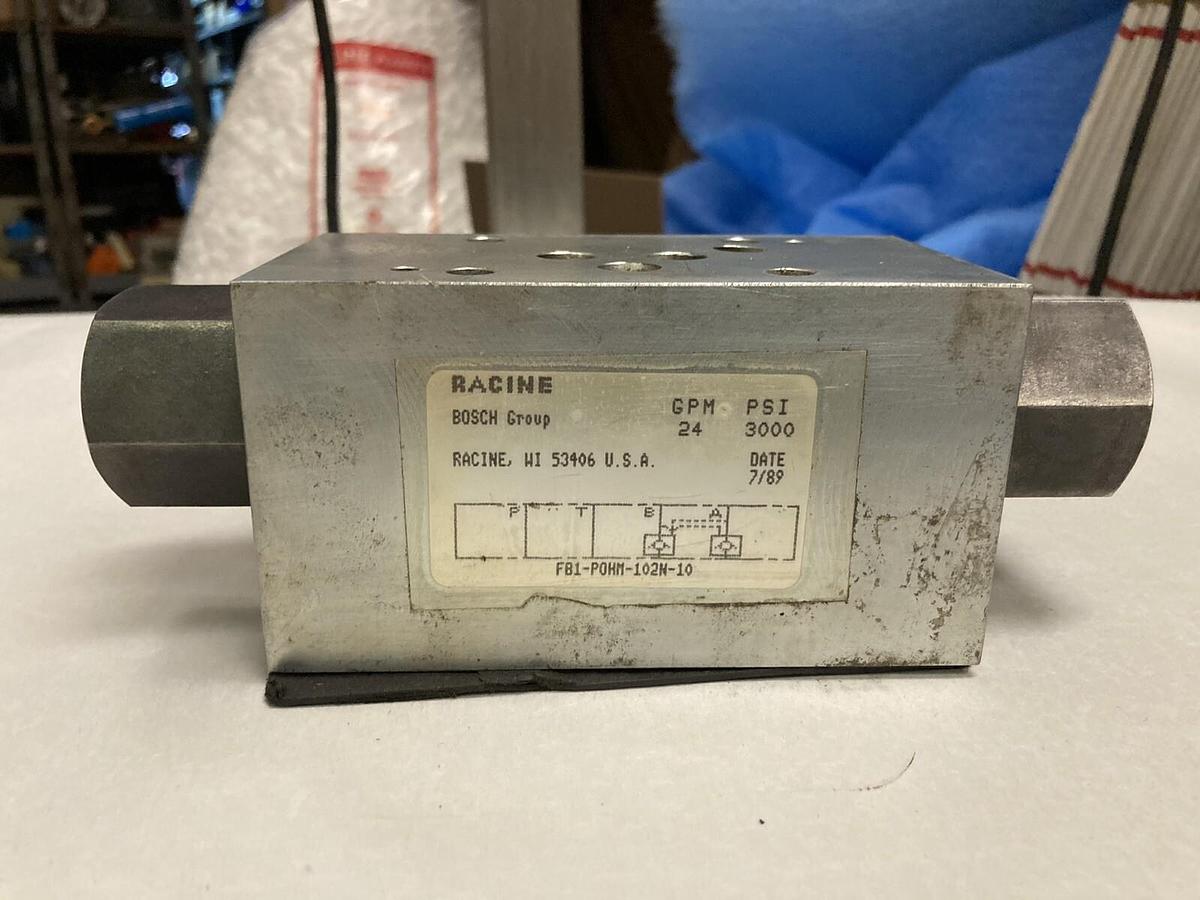 RACINE
BOSCH Group
GPM PSI
24 3000
RACINE, WI 53406 U.S.A.
DATE
7/89
P T B A
FB1-POHM-102N-10